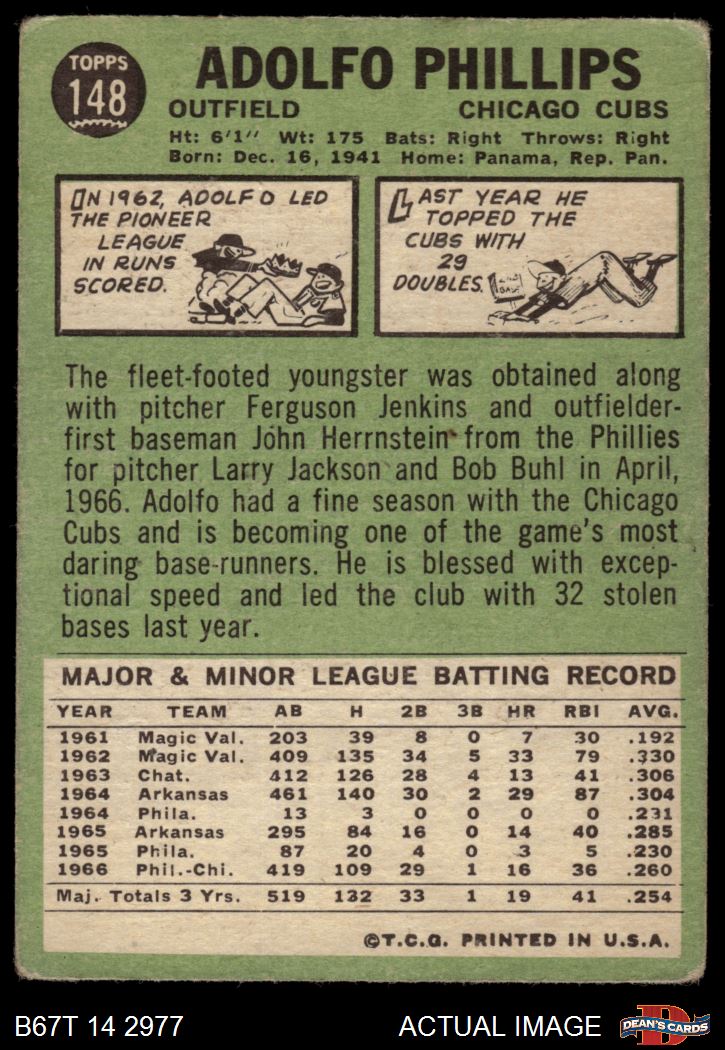 TOPPS
148
ADOLFO PHILLIPS
OUTFIELD CHICAGO CUBS
Ht: 6'1" Wt: 175 Bats: Right Throws: Right
Born: Dec. 16, 1941 Home: Panama, Rep. Pan.
IN 1962, ADOLFO LED
THE PIONEER
LEAGUE
IN RUNS
SCORED.
LAST YEAR HE
TOPPED THE
CUBS WITH
29
DOUBLES.
2ND
BASE
The fleet-footed youngster was obtained along
with pitcher Ferguson Jenkins and outfielder-
first baseman John Herrnstein from the Phillies
for pitcher Larry Jackson and Bob Buhl in April,
1966. Adolfo had a fine season with the Chicago
Cubs and is becoming one of the game's most
daring base-runners. He is blessed with excep-
tional speed and led the club with 32 stolen
bases last year.
MAJOR & MINOR LEAGUE BATTING RECORD
YEAR TEAM AB H 2B 3B HR RBI AVG.
1961 Magic Val. 203 39 8 0 7 30 .192
1962 Magic Val. 409 135 34 5 33 79 .330
1963 Chat. 412 126 28 4 13 41 .306
1964 Arkansas 461 140 30 2 29 87 .304
1964 Phila. 13 3 0 0 0 0 .231
1965 Arkansas 295 84 16 0 14 40 .285
1965 Phila. 87 20 4 0 3 5 .230
1966 Phil.-Chi. 419 109 29 1 16 36 .260
Maj. Totals 3 Yrs. 519 132 33 1 19 41 .254
©T.C.G. PRINTED IN U.S.A.
B67T 14 2977 ACTUAL IMAGE
D
DEAN'S CARDS